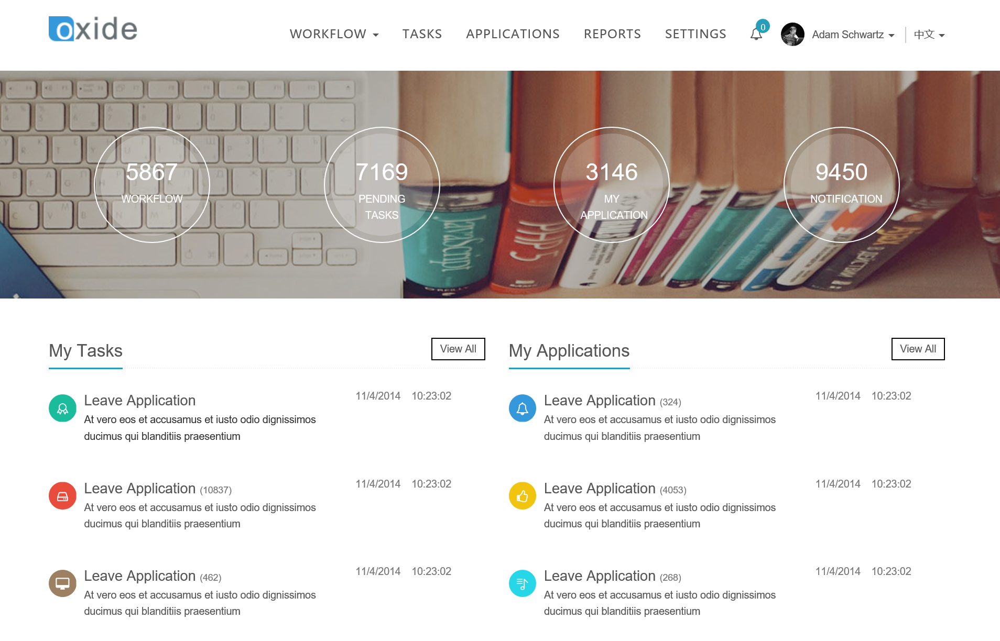 oxide
WORKFLOW
TASKS
APPLICATIONS
REPORTS
SETTINGS
0
Adam Schwartz
中文
5867
WORKFLOW
7169
PENDING
TASKS
3146
MY
APPLICATION
9450
NOTIFICATION
JavaScript
PHP 5
O'REILLY
My Tasks
View All
Leave Application
11/4/2014 10:23:02
At vero eos et accusamus et iusto odio dignissimos
ducimus qui blanditiis praesentium
Leave Application (10837)
11/4/2014 10:23:02
At vero eos et accusamus et iusto odio dignissimos
ducimus qui blanditiis praesentium
Leave Application (462)
11/4/2014 10:23:02
At vero eos et accusamus et iusto odio dignissimos
ducimus qui blanditiis praesentium
My Applications
View All
Leave Application (324)
11/4/2014 10:23:02
At vero eos et accusamus et iusto odio dignissimos
ducimus qui blanditiis praesentium
Leave Application (4053)
11/4/2014 10:23:02
At vero eos et accusamus et iusto odio dignissimos
ducimus qui blanditiis praesentium
Leave Application (268)
11/4/2014 10:23:02
At vero eos et accusamus et iusto odio dignissimos
ducimus qui blanditiis praesentium